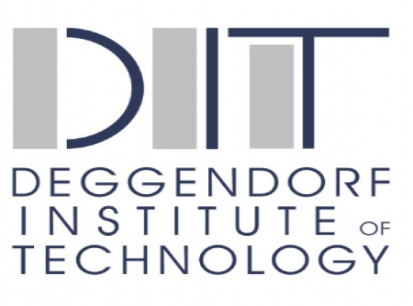 DIT
DEGGENDORF
INSTITUTE OF
TECHNOLOGY